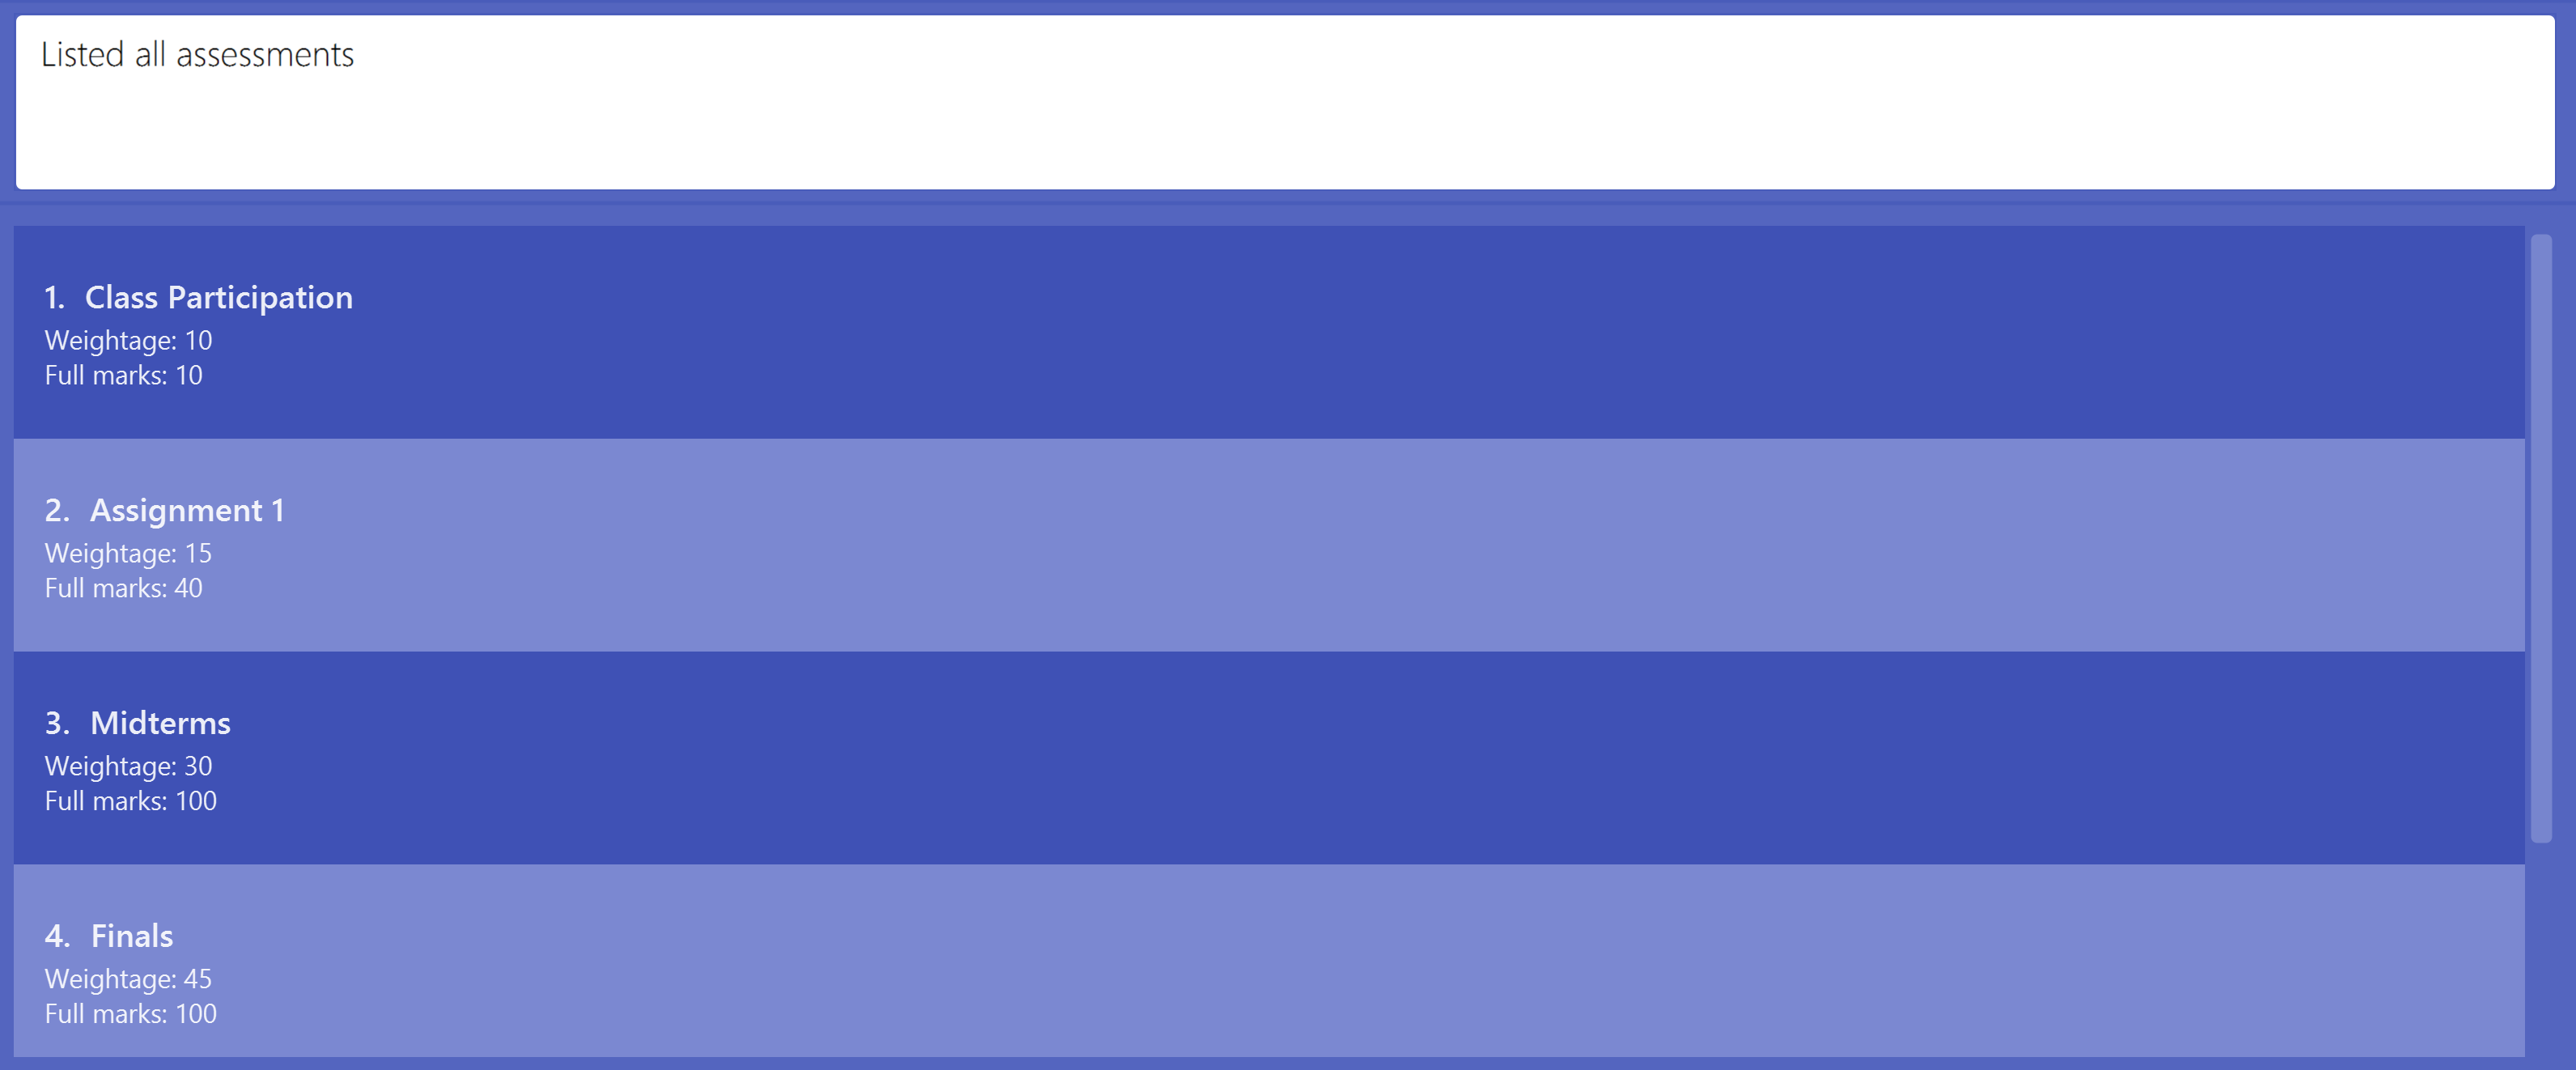 Listed all assessments
1. Class Participation
Weightage: 10
Full marks: 10
2. Assignment 1
Weightage: 15
Full marks: 40
3. Midterms
Weightage: 30
Full marks: 100
4. Finals
Weightage: 45
Full marks: 100